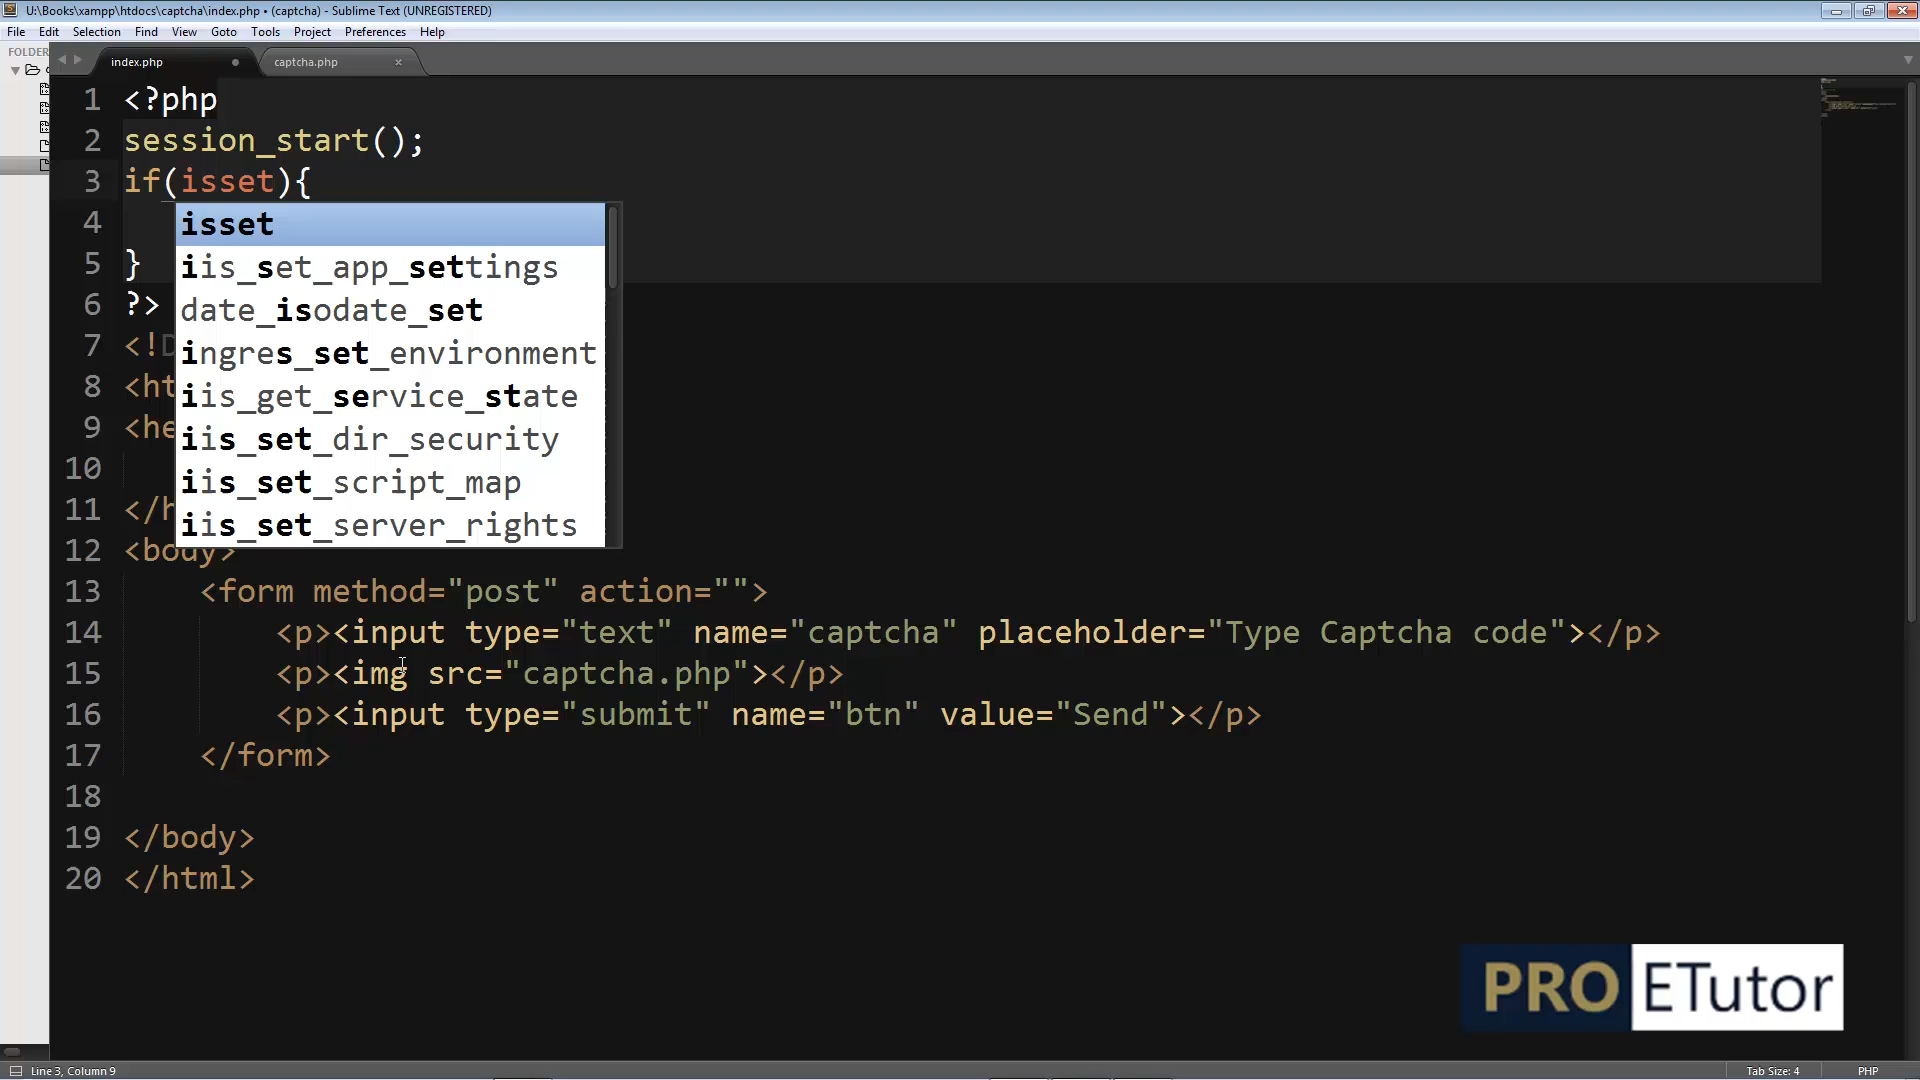 U:\Books\xampp\htdocs\captcha\index.php • (captcha) - Sublime Text (UNREGISTERED)
File Edit Selection Find View Goto Tools Project Preferences Help
FOLDER
index.php
captcha.php
1 <?php
2 session_start();
3 if(isset){
4
5 }
6 ?>
7 <!D
8 <ht
9 <he
10
11 </h
12 <body>
isset
iis_set_app_settings
date_isodate_set
ingres_set_environment
iis_get_service_state
iis_set_dir_security
iis_set_script_map
iis_set_server_rights
13 <form method="post" action="">
14 <p><input type="text" name="captcha" placeholder="Type Captcha code"></p>
15 <p><img src="captcha.php"></p>
16 <p><input type="submit" name="btn" value="Send"></p>
17 </form>
18
19 </body>
20 </html>
PRO ETutor
Line 3, Column 9
Tab Size: 4
PHP